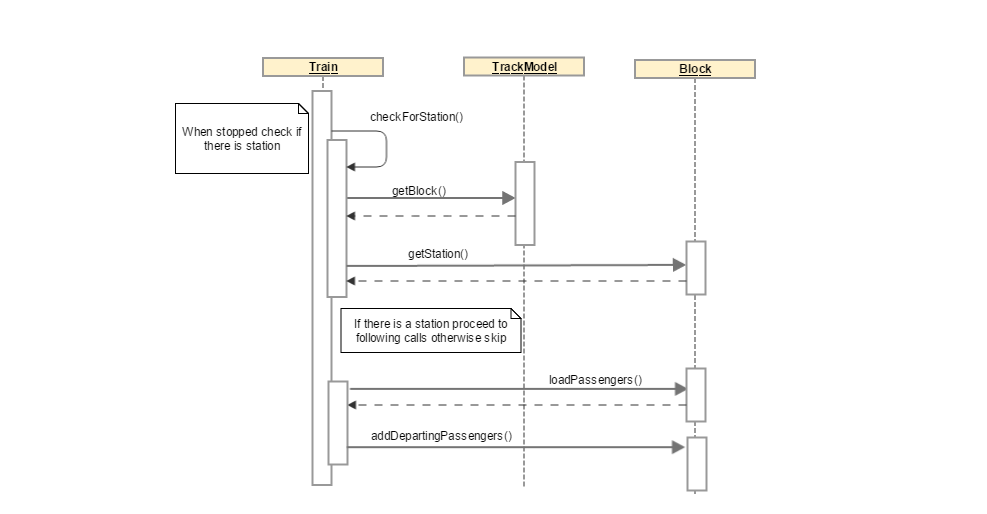 Train
TrackModel
Block
checkForStation()
When stopped check if
there is station
getBlock()
getStation()
If there is a station proceed to
following calls otherwise skip
loadPassengers()
addDepartingPassengers()